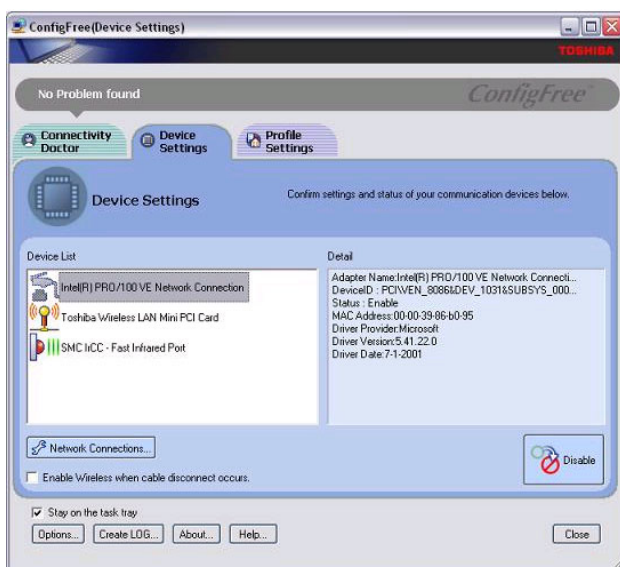 ConfigFree(Device Settings)
TOSHIBA
No Problem found
ConfigFree™
Connectivity
Doctor
Device
Settings
Profile
Settings
Device Settings
Confirm settings and status of your communication devices below.
Device List
Intel(R) PRO/100 VE Network Connection
Toshiba Wireless LAN Mini PCI Card
SMC IrCC - Fast Infrared Port
Detail
Adapter Name:Intel(R) PRO/100 VE Network Connecti...
DeviceID : PCI\VEN_8086&DEV_1031&SUBSYS_000...
Status : Enable
MAC Address:00-00-39-86-b0-95
Driver Provider:Microsoft
Driver Version:5.41.22.0
Driver Date:7-1-2001
Network Connections...
Disable
Enable Wireless when cable disconnect occurs.
Stay on the task tray
Options...
Create LOG...
About...
Help...
Close